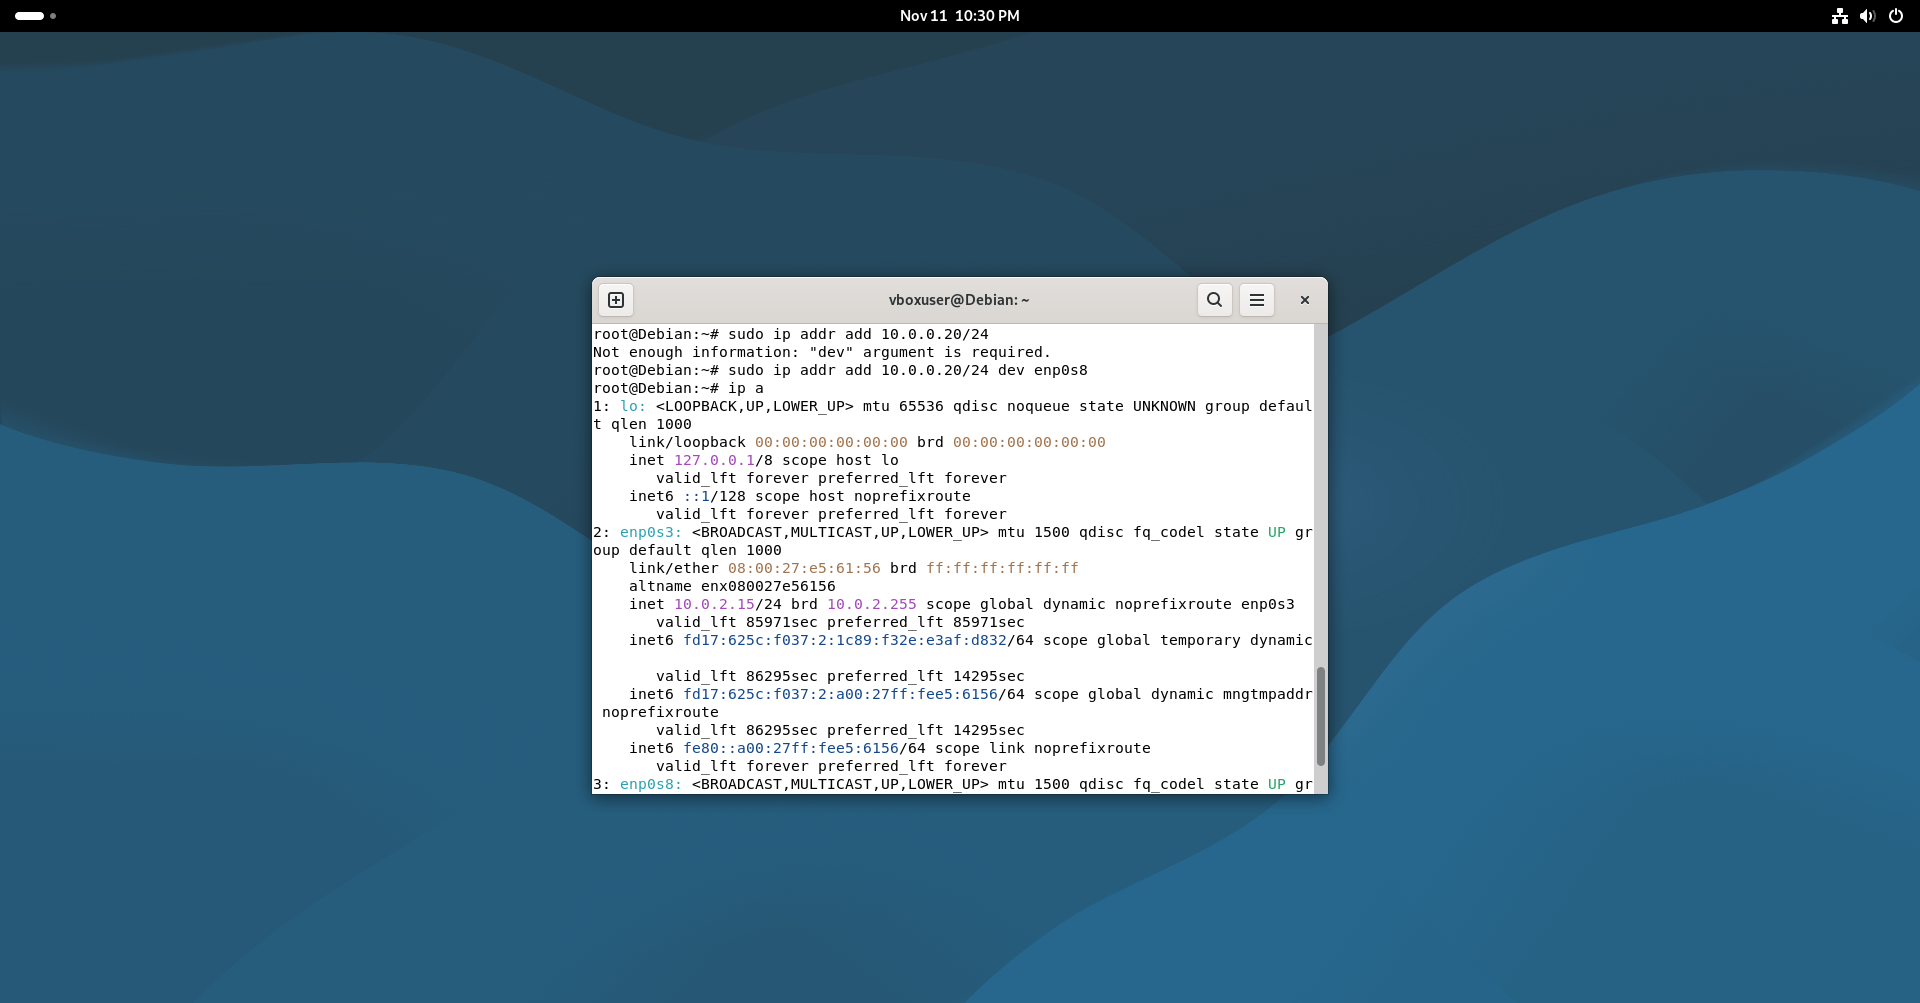 Nov 11  10:30 PM
vboxuser@Debian: ~
root@Debian:~# sudo ip addr add 10.0.0.20/24
Not enough information: "dev" argument is required.
root@Debian:~# sudo ip addr add 10.0.0.20/24 dev enp0s8
root@Debian:~# ip a
1: lo: <LOOPBACK,UP,LOWER_UP> mtu 65536 qdisc noqueue state UNKNOWN group defaul
t qlen 1000
    link/loopback 00:00:00:00:00:00 brd 00:00:00:00:00:00
    inet 127.0.0.1/8 scope host lo
       valid_lft forever preferred_lft forever
    inet6 ::1/128 scope host noprefixroute
       valid_lft forever preferred_lft forever
2: enp0s3: <BROADCAST,MULTICAST,UP,LOWER_UP> mtu 1500 qdisc fq_codel state UP gr
oup default qlen 1000
    link/ether 08:00:27:e5:61:56 brd ff:ff:ff:ff:ff:ff
    altname enx080027e56156
    inet 10.0.2.15/24 brd 10.0.2.255 scope global dynamic noprefixroute enp0s3
       valid_lft 85971sec preferred_lft 85971sec
    inet6 fd17:625c:f037:2:1c89:f32e:e3af:d832/64 scope global temporary dynamic
       valid_lft 86295sec preferred_lft 14295sec
    inet6 fd17:625c:f037:2:a00:27ff:fee5:6156/64 scope global dynamic mngtmpaddr
 noprefixroute
       valid_lft 86295sec preferred_lft 14295sec
    inet6 fe80::a00:27ff:fee5:6156/64 scope link noprefixroute
       valid_lft forever preferred_lft forever
3: enp0s8: <BROADCAST,MULTICAST,UP,LOWER_UP> mtu 1500 qdisc fq_codel state UP gr